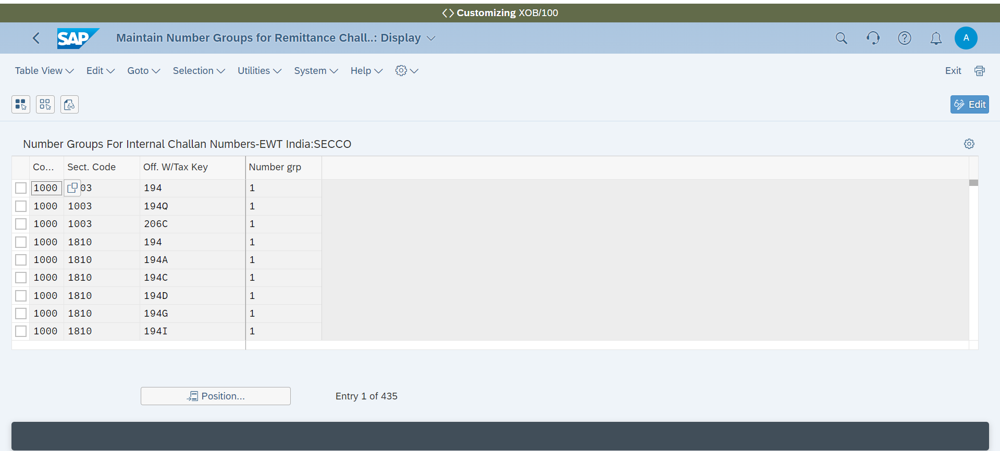 Customizing XOB/100
SAP Maintain Number Groups for Remittance Chall..: Display A
Table View Edit Goto Selection Utilities System Help Exit
Edit
Number Groups For Internal Challan Numbers-EWT India:SECCO
Co... Sect. Code Off. W/Tax Key Number grp
1000 03 194 1
1000 1003 194Q 1
1000 1003 206C 1
1000 1810 194 1
1000 1810 194A 1
1000 1810 194C 1
1000 1810 194D 1
1000 1810 194G 1
1000 1810 194I 1
Position... Entry 1 of 435